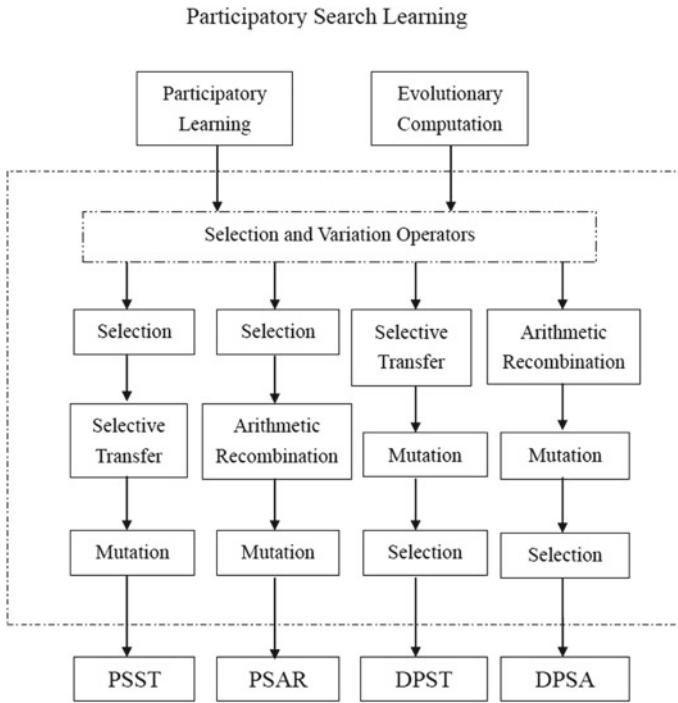 Participatory Search Learning
Participatory
Learning
Evolutionary
Computation
Selection and Variation Operators
Selection
Selective
Transfer
Mutation
PSST
Selection
Arithmetic
Recombination
Mutation
PSAR
Selective
Transfer
Mutation
Selection
DPST
Arithmetic
Recombination
Mutation
Selection
DPSA